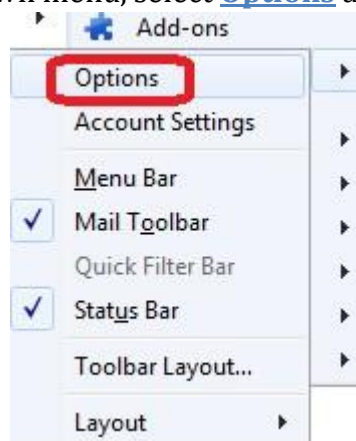 wn menu, select Options a
Add-ons
Options
Account Settings
Menu Bar
Mail Toolbar
Quick Filter Bar
Status Bar
Toolbar Layout...
Layout